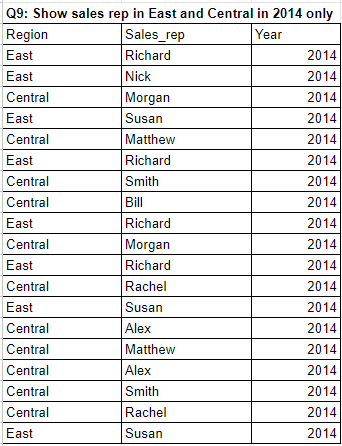 Q9: Show sales rep in East and Central in 2014 only
Region Sales_rep Year
East Richard 2014
East Nick 2014
Central Morgan 2014
East Susan 2014
Central Matthew 2014
East Richard 2014
Central Smith 2014
Central Bill 2014
East Richard 2014
Central Morgan 2014
East Richard 2014
Central Rachel 2014
East Susan 2014
Central Alex 2014
Central Matthew 2014
Central Alex 2014
Central Smith 2014
Central Rachel 2014
East Susan 2014